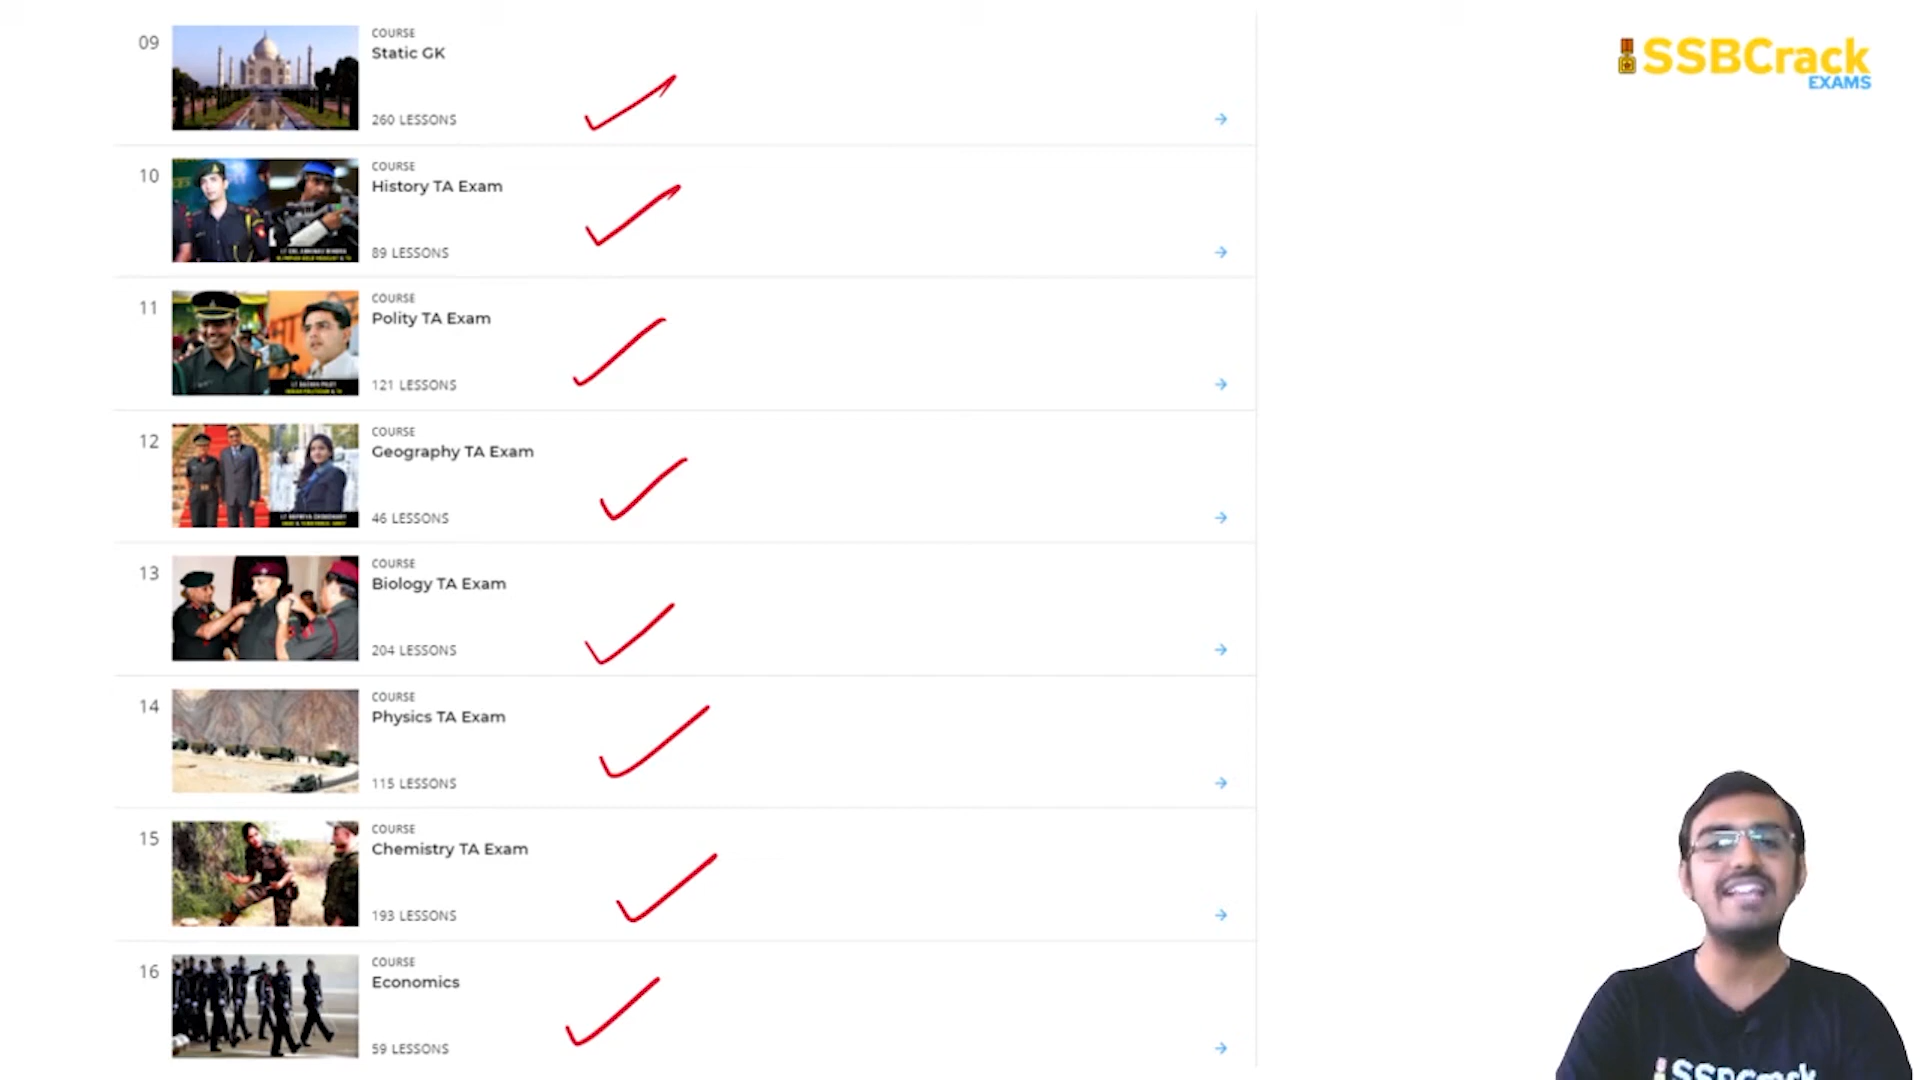 SSBCrack
EXAMS
09
COURSE
Static GK
260 LESSONS
10
COURSE
History TA Exam
89 LESSONS
11
COURSE
Polity TA Exam
121 LESSONS
12
COURSE
Geography TA Exam
46 LESSONS
13
COURSE
Biology TA Exam
204 LESSONS
14
COURSE
Physics TA Exam
115 LESSONS
15
COURSE
Chemistry TA Exam
193 LESSONS
16
COURSE
Economics
59 LESSONS
SSBCrack